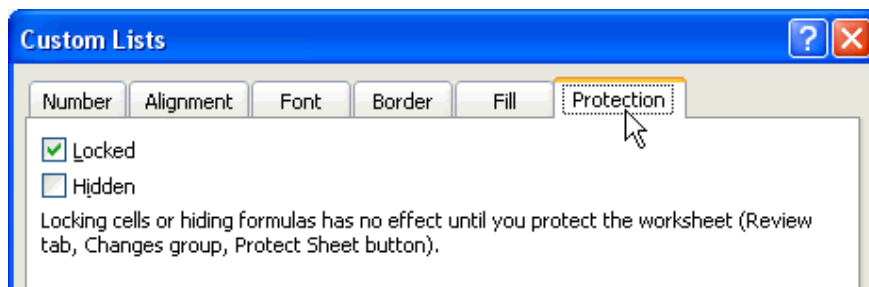 Custom Lists
Number Alignment Font Border Fill Protection
Locked
Hidden
Locking cells or hiding formulas has no effect until you protect the worksheet (Review
tab, Changes group, Protect Sheet button).